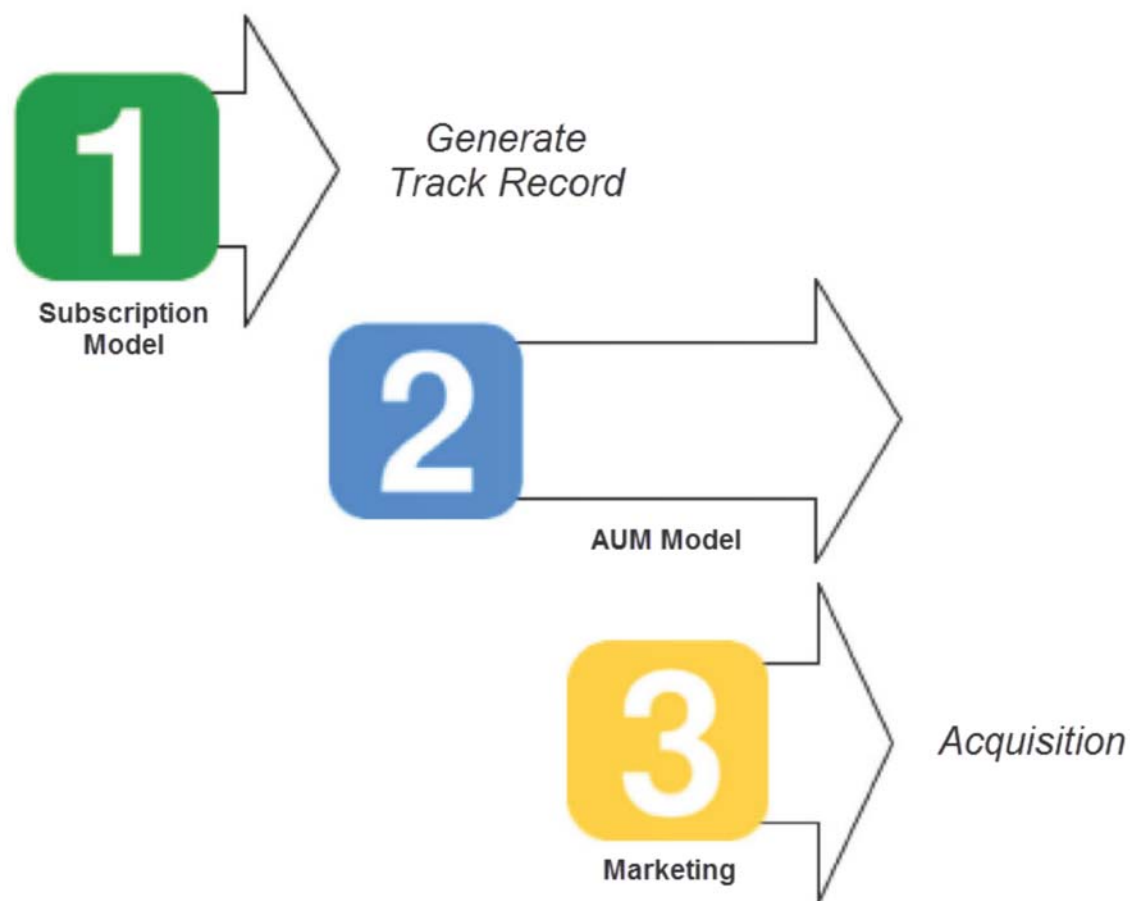 1
Generate
Track Record
Subscription
Model
2
AUM Model
3
Acquisition
Marketing